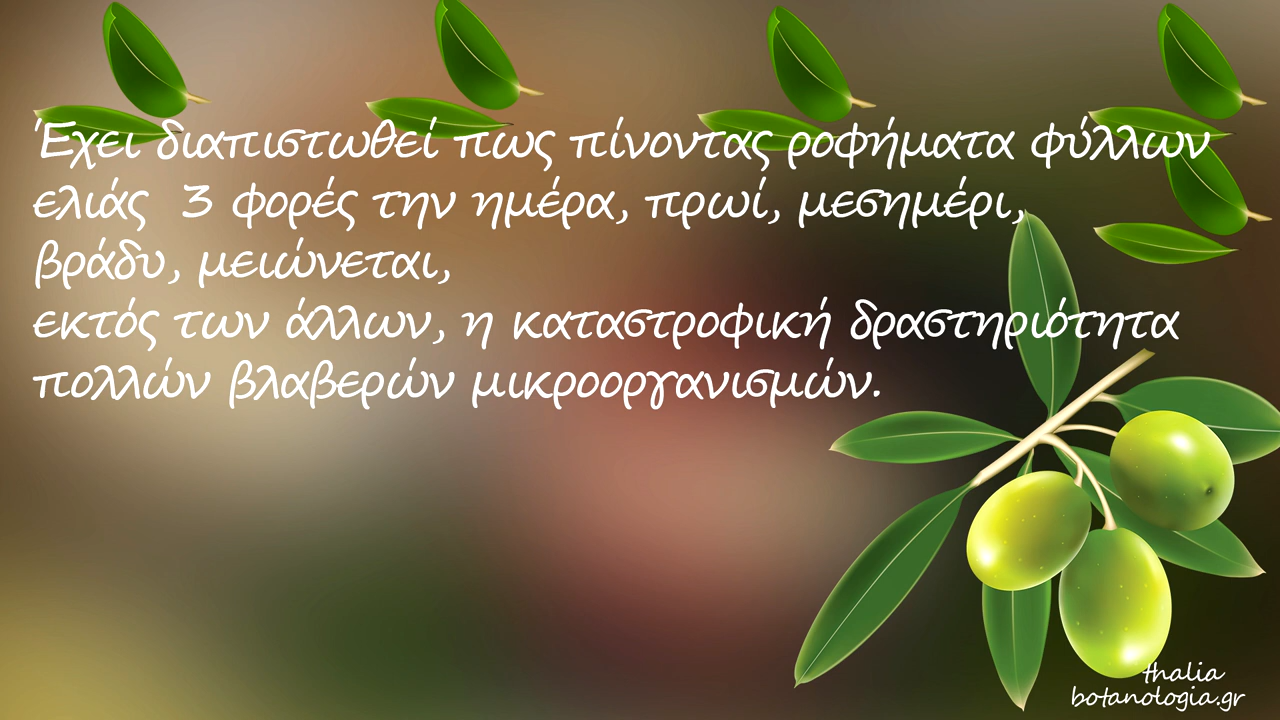 Έχει διαπιστωθεί πως πίνοντας ροφήματα φύλλων
ελιάς 3 φορές την ημέρα, πρωί, μεσημέρι,
βράδυ, μειώνεται,
εκτός των άλλων, η καταστροφική δραστηριότητα
πολλών βλαβερών μικροοργανισμών.
thalia
botanologia.gr